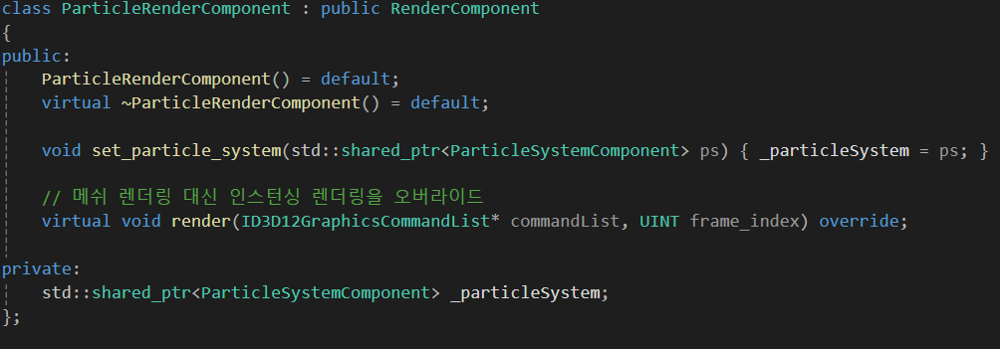 class ParticleRenderComponent : public RenderComponent
{
public:
    ParticleRenderComponent() = default;
    virtual ~ParticleRenderComponent() = default;

    void set_particle_system(std::shared_ptr<ParticleSystemComponent> ps) { _particleSystem = ps; }

    // 메쉬 렌더링 대신 인스턴싱 렌더링을 오버라이드
    virtual void render(ID3D12GraphicsCommandList* commandList, UINT frame_index) override;

private:
    std::shared_ptr<ParticleSystemComponent> _particleSystem;
};